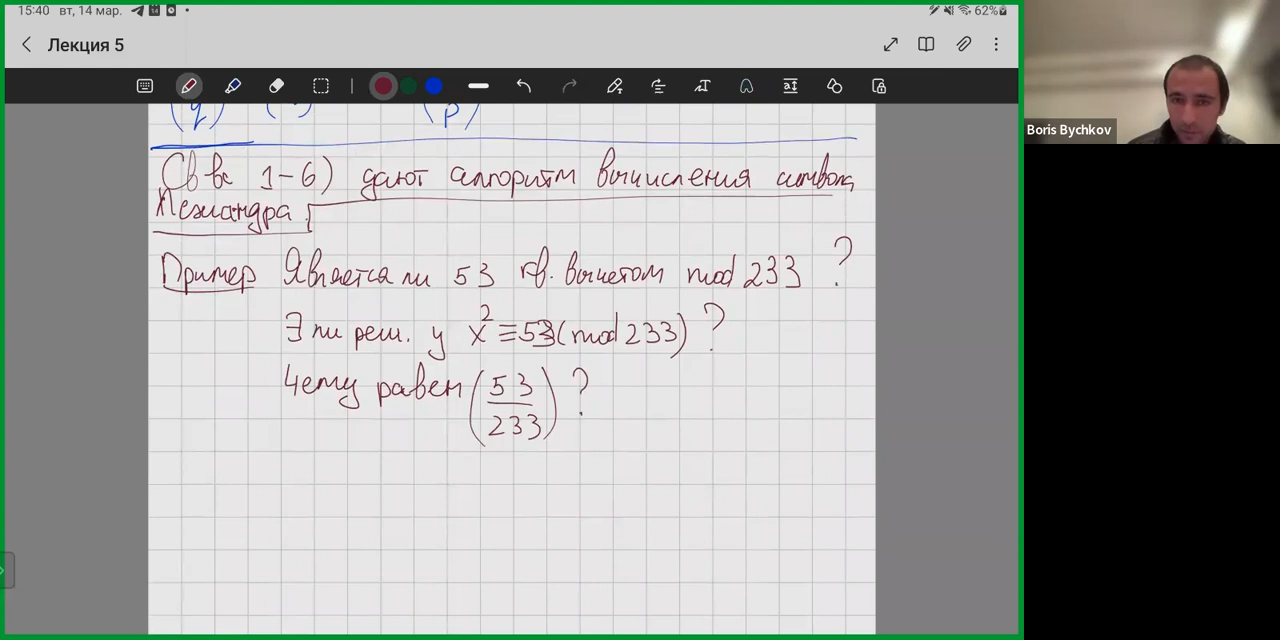 15:40 вт, 14 мар.
62%
Лекция 5
Boris Bychkov
(q) (p)
Св-ва 1-6) дают алгоритм вычисления символа
Лежандра.
Пример Является ли 53 кв. вычетом mod 233 ?
∃ ли реш. у x² ≡ 53 (mod 233) ?
Чему равен (53/233) ?